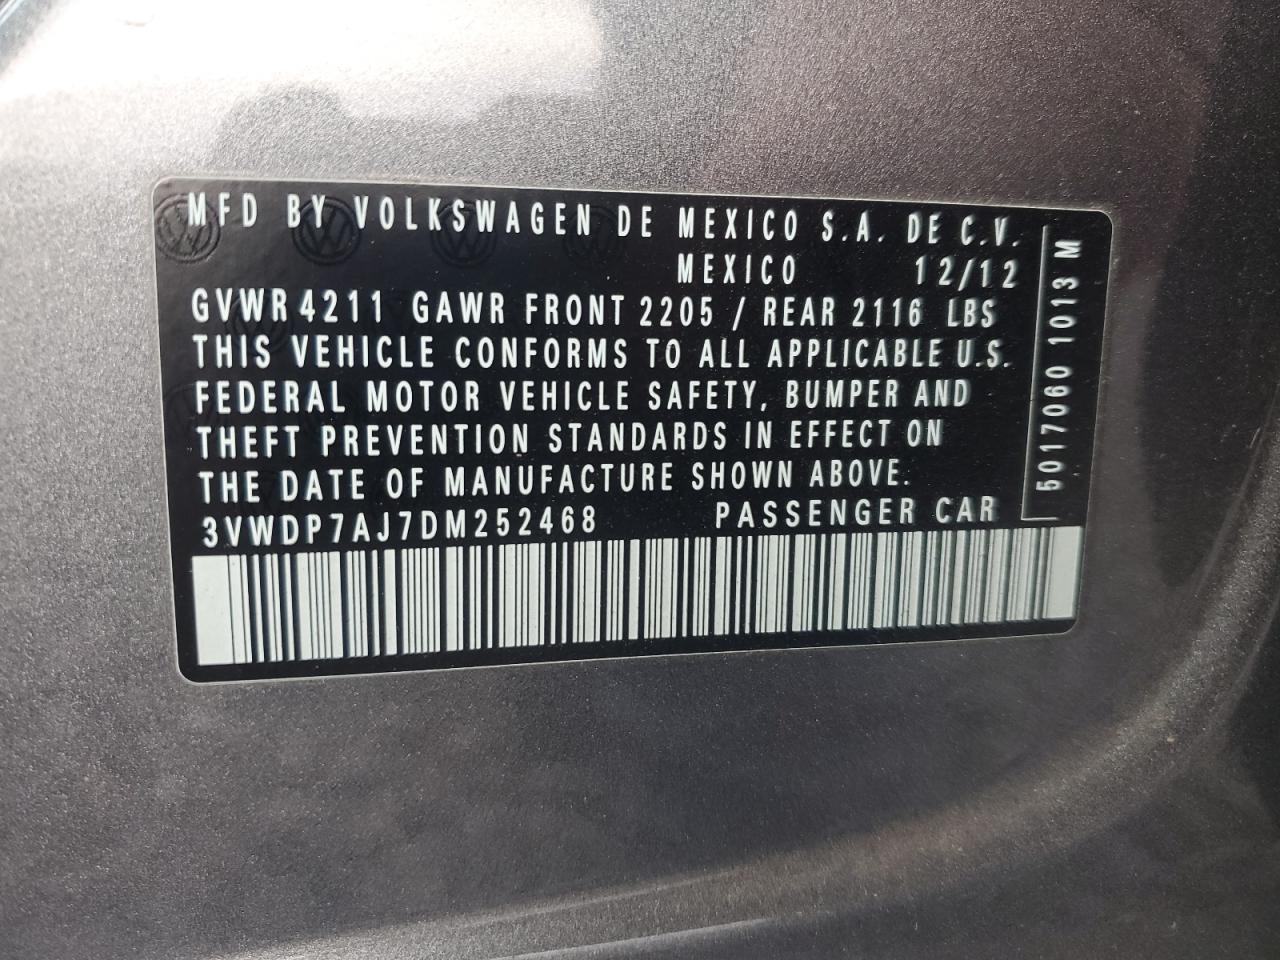 MFD BY VOLKSWAGEN DE MEXICO S.A. DE C.V.
MEXICO 12/12
GVWR 4211 GAWR FRONT 2205 / REAR 2116 LBS
THIS VEHICLE CONFORMS TO ALL APPLICABLE U.S.
FEDERAL MOTOR VEHICLE SAFETY, BUMPER AND
THEFT PREVENTION STANDARDS IN EFFECT ON
THE DATE OF MANUFACTURE SHOWN ABOVE.
3VWDP7AJ7DM252468 PASSENGER CAR
5017060 1013 M